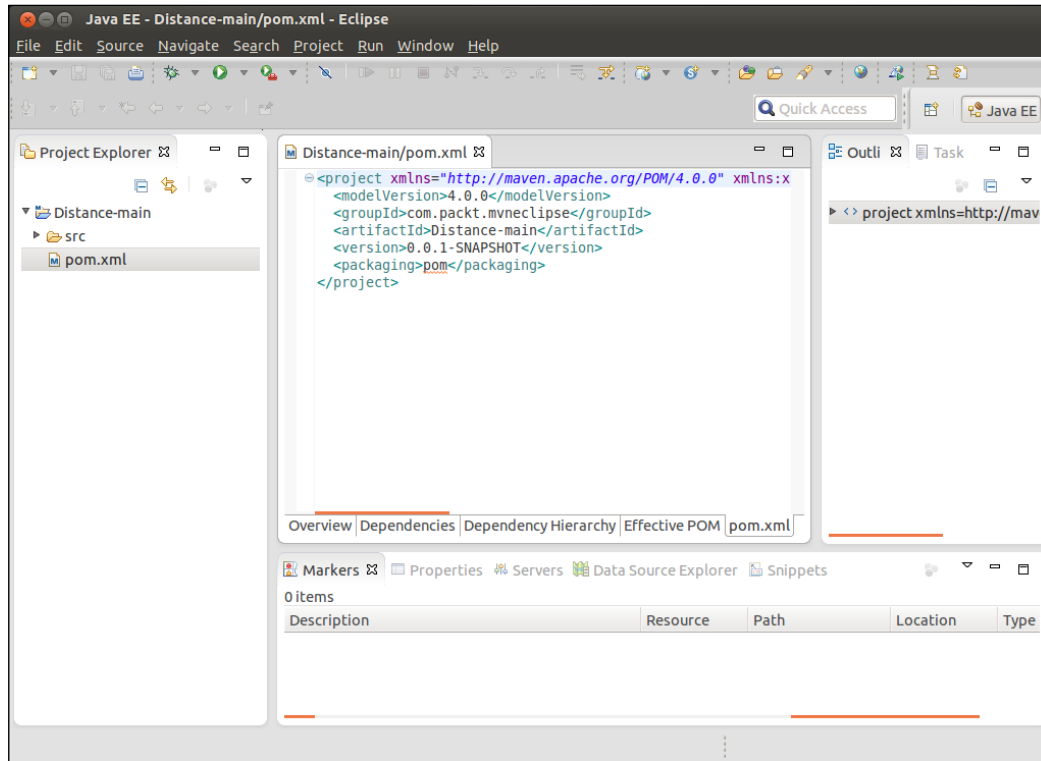 Java EE - Distance-main/pom.xml - Eclipse
File Edit Source Navigate Search Project Run Window Help
Quick Access
Java EE
Project Explorer
Distance-main
src
pom.xml
Distance-main/pom.xml
<project xmlns="http://maven.apache.org/POM/4.0.0" xmlns:x
<modelVersion>4.0.0</modelVersion>
<groupId>com.packt.mvneclipse</groupId>
<artifactId>Distance-main</artifactId>
<version>0.0.1-SNAPSHOT</version>
<packaging>pom</packaging>
</project>
Overview Dependencies Dependency Hierarchy Effective POM pom.xml
Outli Task
project xmlns=http://mav
Markers Properties Servers Data Source Explorer Snippets
0 items
Description Resource Path Location Type